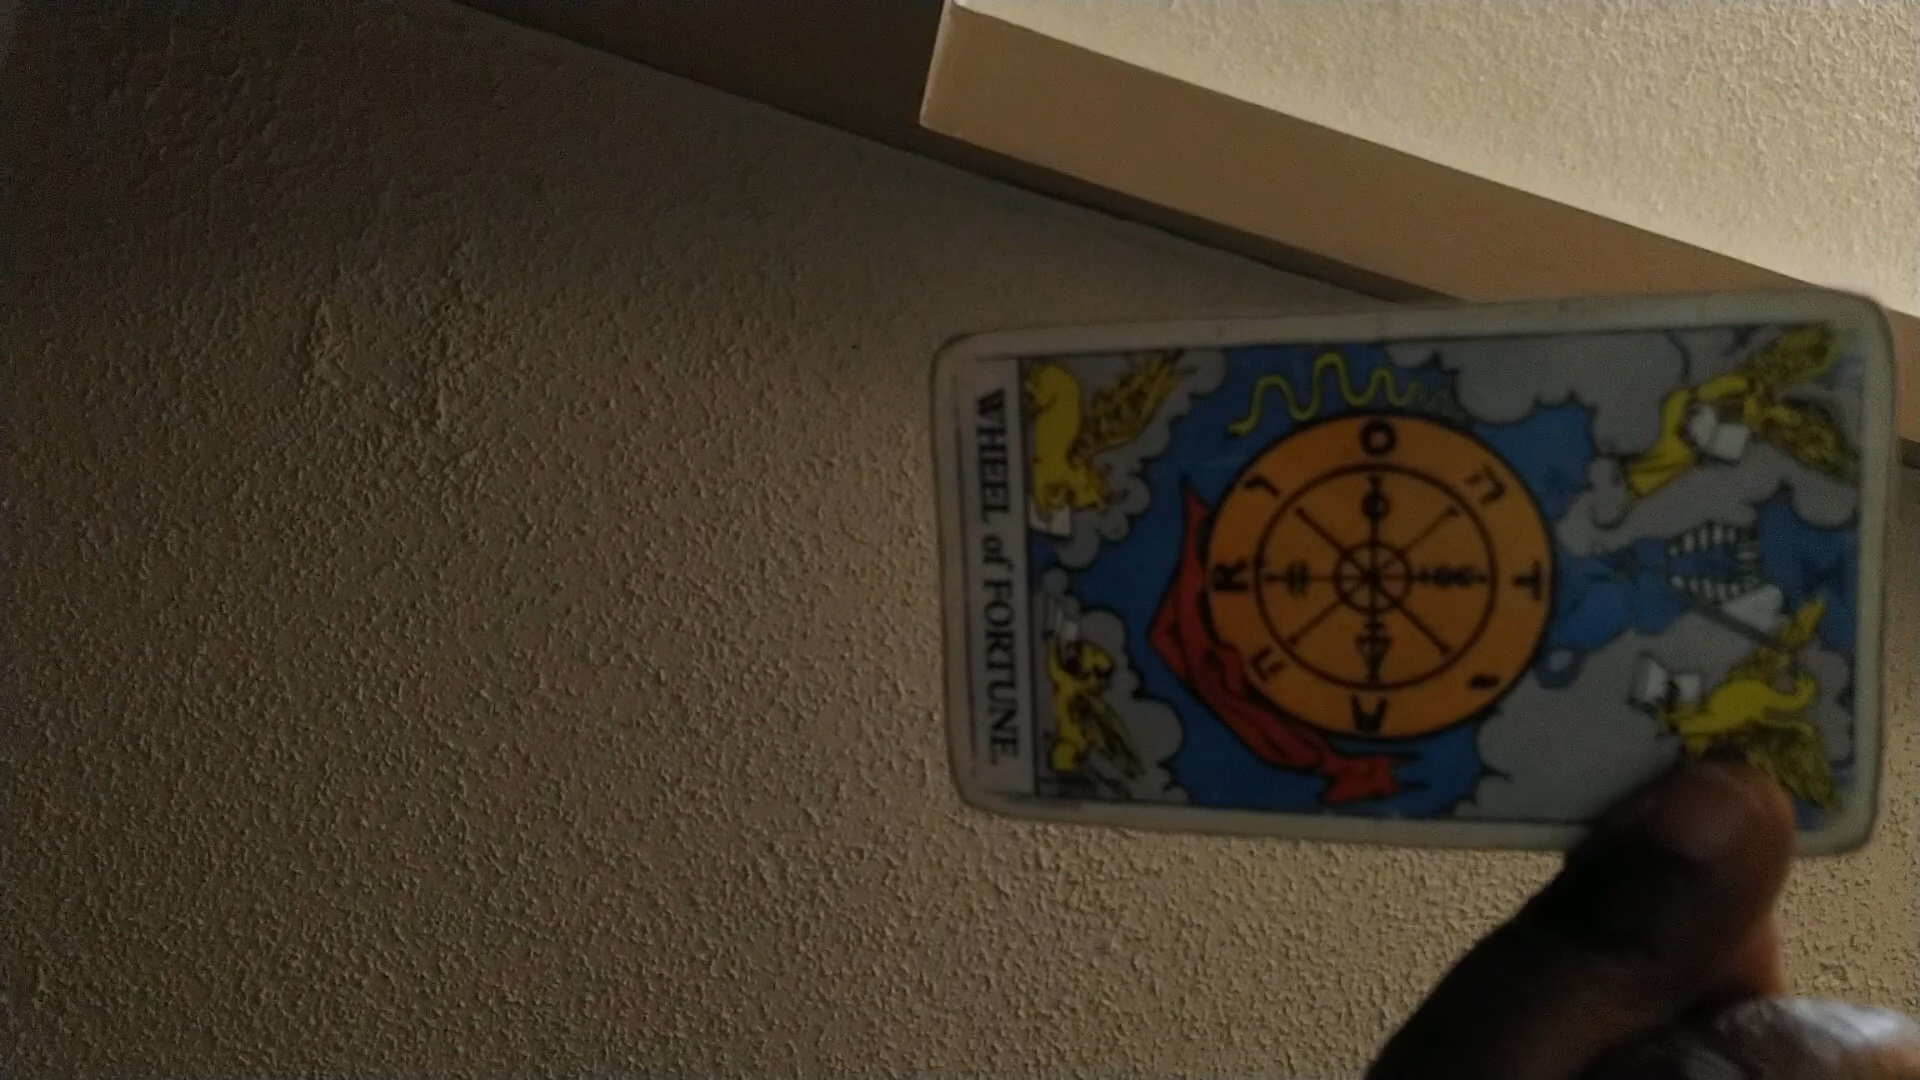 X
T
ה י
O A
ו ה
R
WHEEL of FORTUNE.